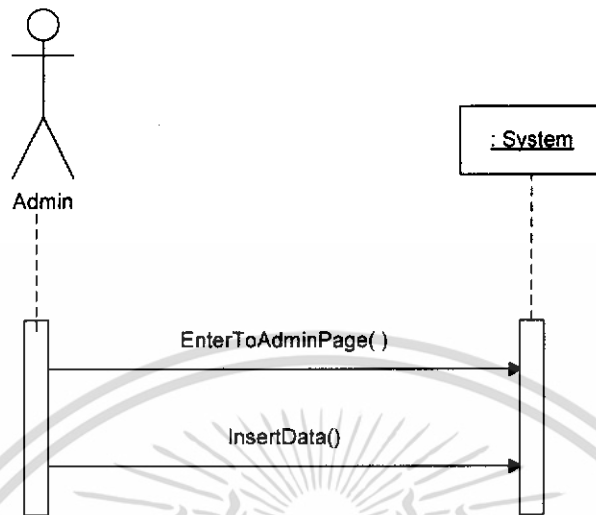 : System
Admin
EnterToAdminPage( )
InsertData()